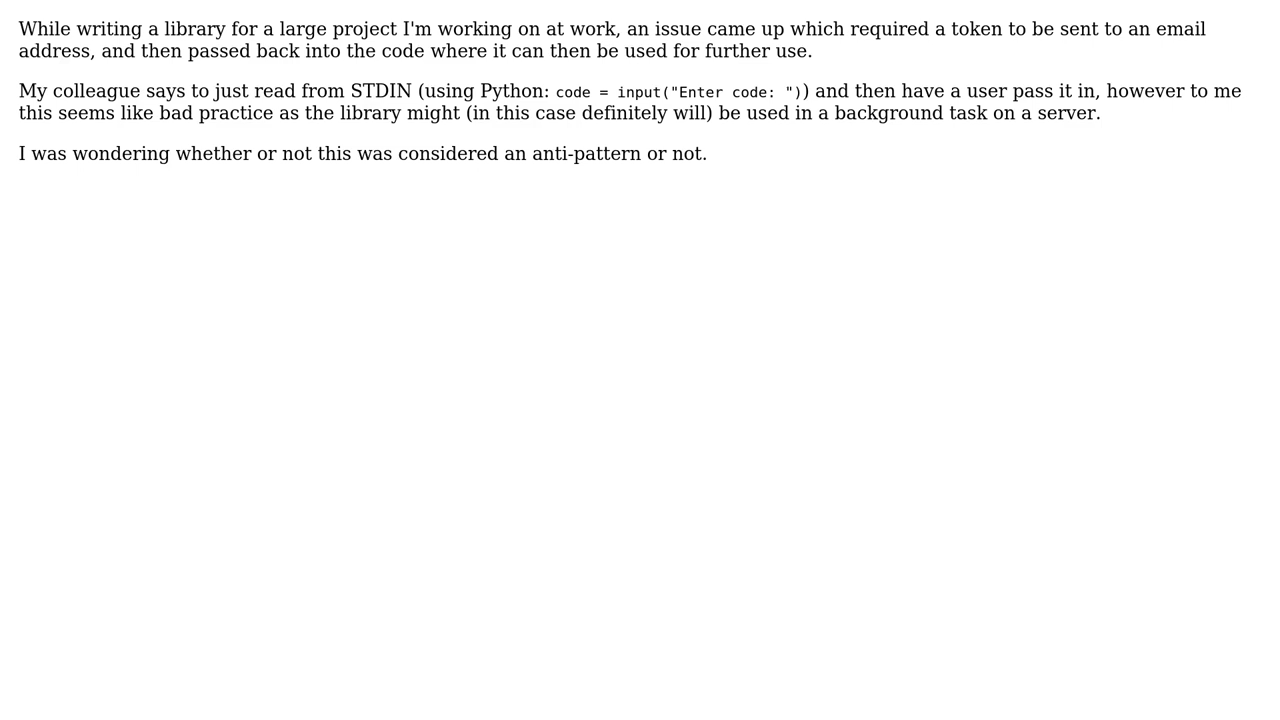 While writing a library for a large project I'm working on at work, an issue came up which required a token to be sent to an email
address, and then passed back into the code where it can then be used for further use.
My colleague says to just read from STDIN (using Python: code = input("Enter code: ")) and then have a user pass it in, however to me
this seems like bad practice as the library might (in this case definitely will) be used in a background task on a server.
I was wondering whether or not this was considered an anti-pattern or not.